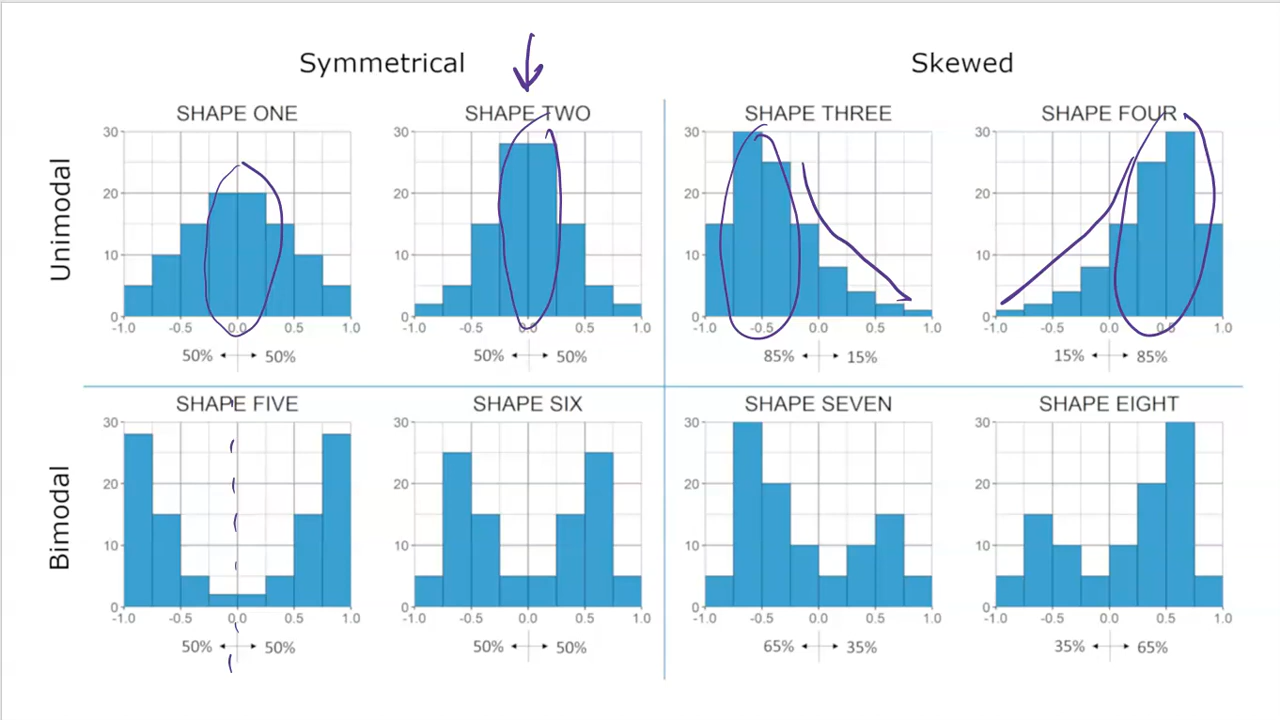 Symmetrical Skewed
SHAPE ONE SHAPE TWO SHAPE THREE SHAPE FOUR
Unimodal
30 30 30 30
20 20 20 20
10 10 10 10
0 0 0 0
-1.0 -0.5 0.0 0.5 1.0 -1.0 -0.5 0.0 0.5 1.0 -1.0 -0.5 0.0 0.5 1.0 -1.0 -0.5 0.0 0.5 1.0
50% 50% 50% 50% 85% 15% 15% 85%
SHAPE FIVE SHAPE SIX SHAPE SEVEN SHAPE EIGHT
Bimodal
30 30 30 30
20 20 20 20
10 10 10 10
0 0 0 0
-1.0 -0.5 0.0 0.5 1.0 -1.0 -0.5 0.0 0.5 1.0 -1.0 -0.5 0.0 0.5 1.0 -1.0 -0.5 0.0 0.5 1.0
50% 50% 50% 50% 65% 35% 35% 65%